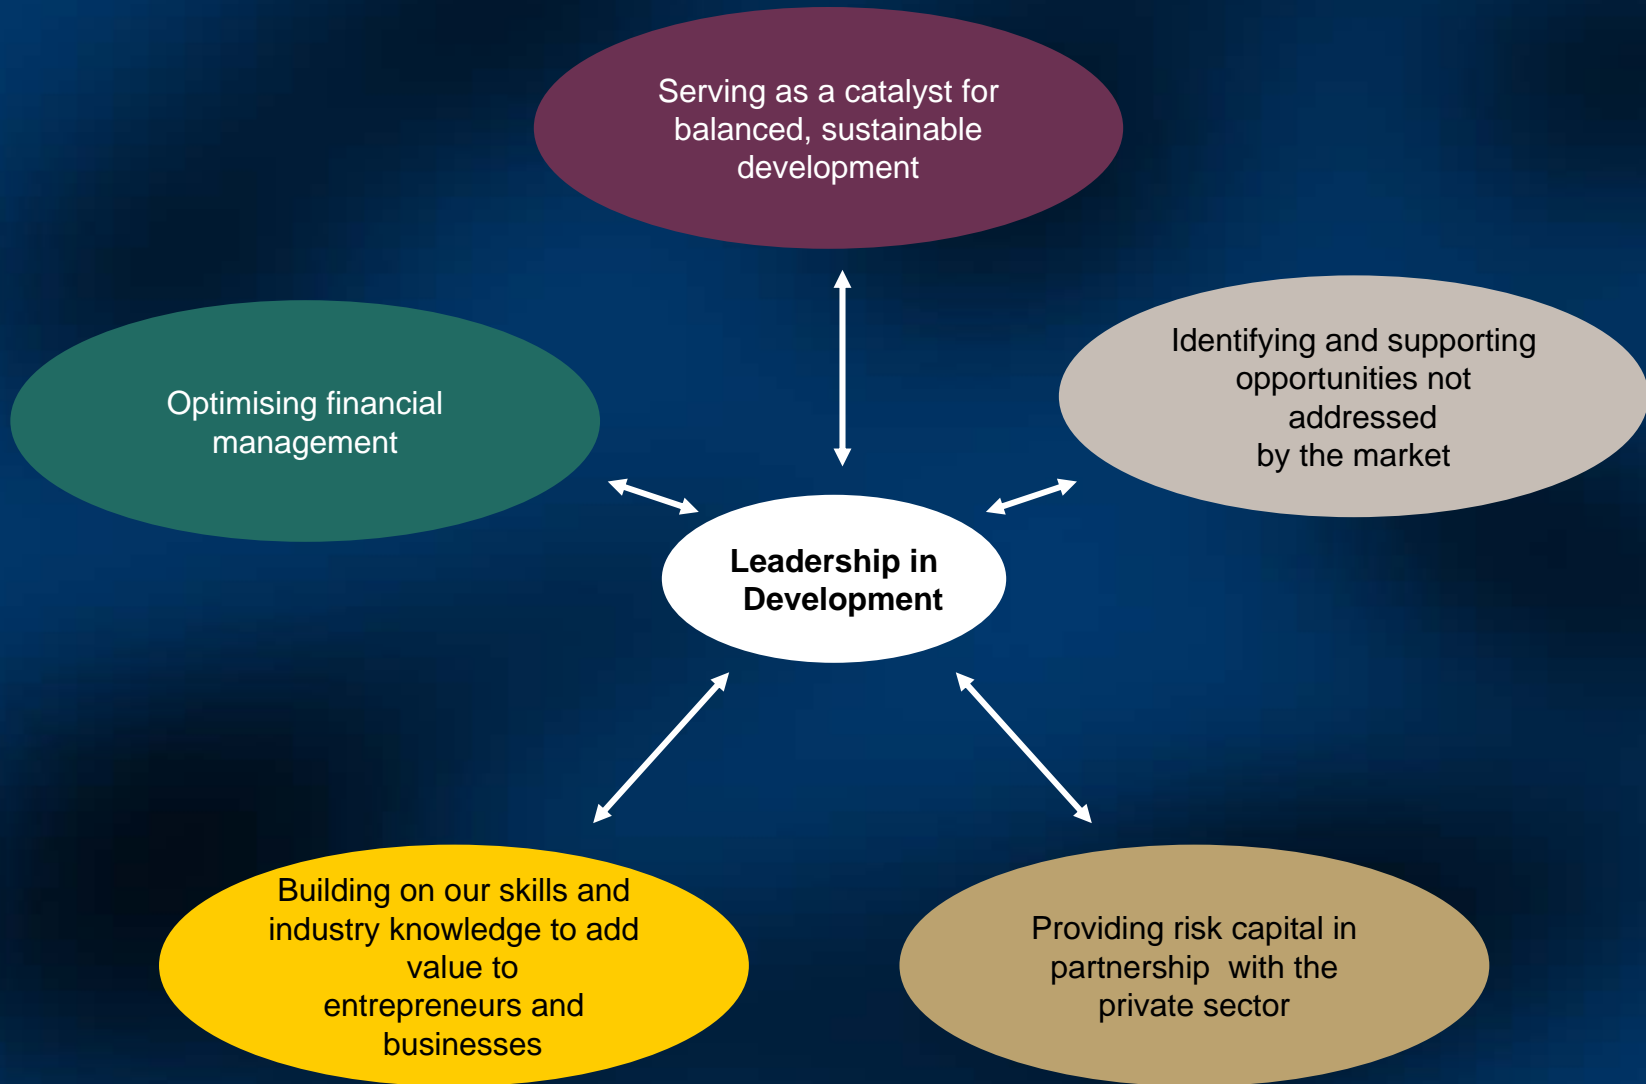 Serving as a catalyst for
balanced, sustainable
development
Optimising financial
management
Identifying and supporting
opportunities not
addressed
by the market
Leadership in
Development
Building on our skills and
industry knowledge to add
value to
entrepreneurs and
businesses
Providing risk capital in
partnership  with the
private sector